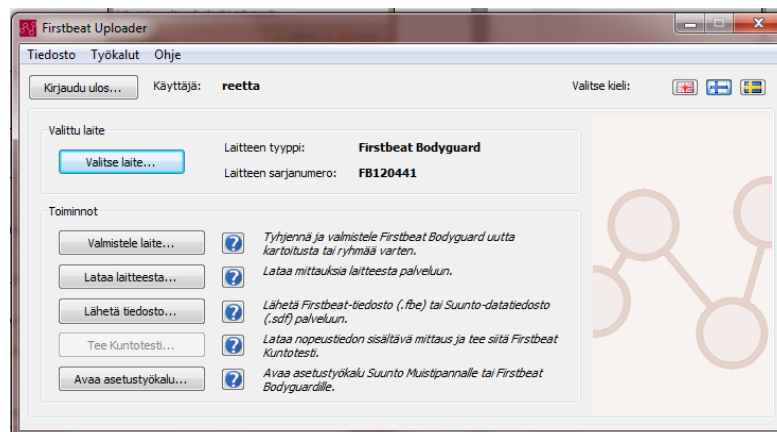 Firstbeat Uploader
Tiedosto Työkalut Ohje
Kirjaudu ulos... Käyttäjä: reetta Valitse kieli:
Valittu laite
Valitse laite... Laitteen tyyppi: Firstbeat Bodyguard
Laitteen sarjanumero: FB120441
Toiminnot
Valmistele laite... Tyhjennä ja valmistele Firstbeat Bodyguard uutta
kartoitusta tai ryhmää varten.
Lataa laitteesta... Lataa mittauksia laitteesta palveluun.
Lähetä tiedosto... Lähetä Firstbeat-tiedosto (.fbe) tai Suunto-datatiedosto
(.sdf) palveluun.
Tee Kuntotesti... Lataa nopeustiedon sisältävä mittaus ja tee siitä Firstbeat
Kuntotesti.
Avaa asetustyökalu... Avaa asetustyökalu Suunto Muistipannalle tai Firstbeat
Bodyguardille.